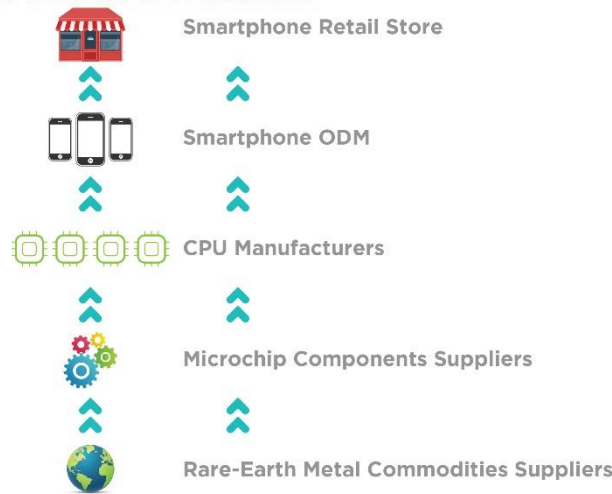 Smartphone Retail Store
Smartphone ODM
CPU Manufacturers
Microchip Components Suppliers
Rare-Earth Metal Commodities Suppliers